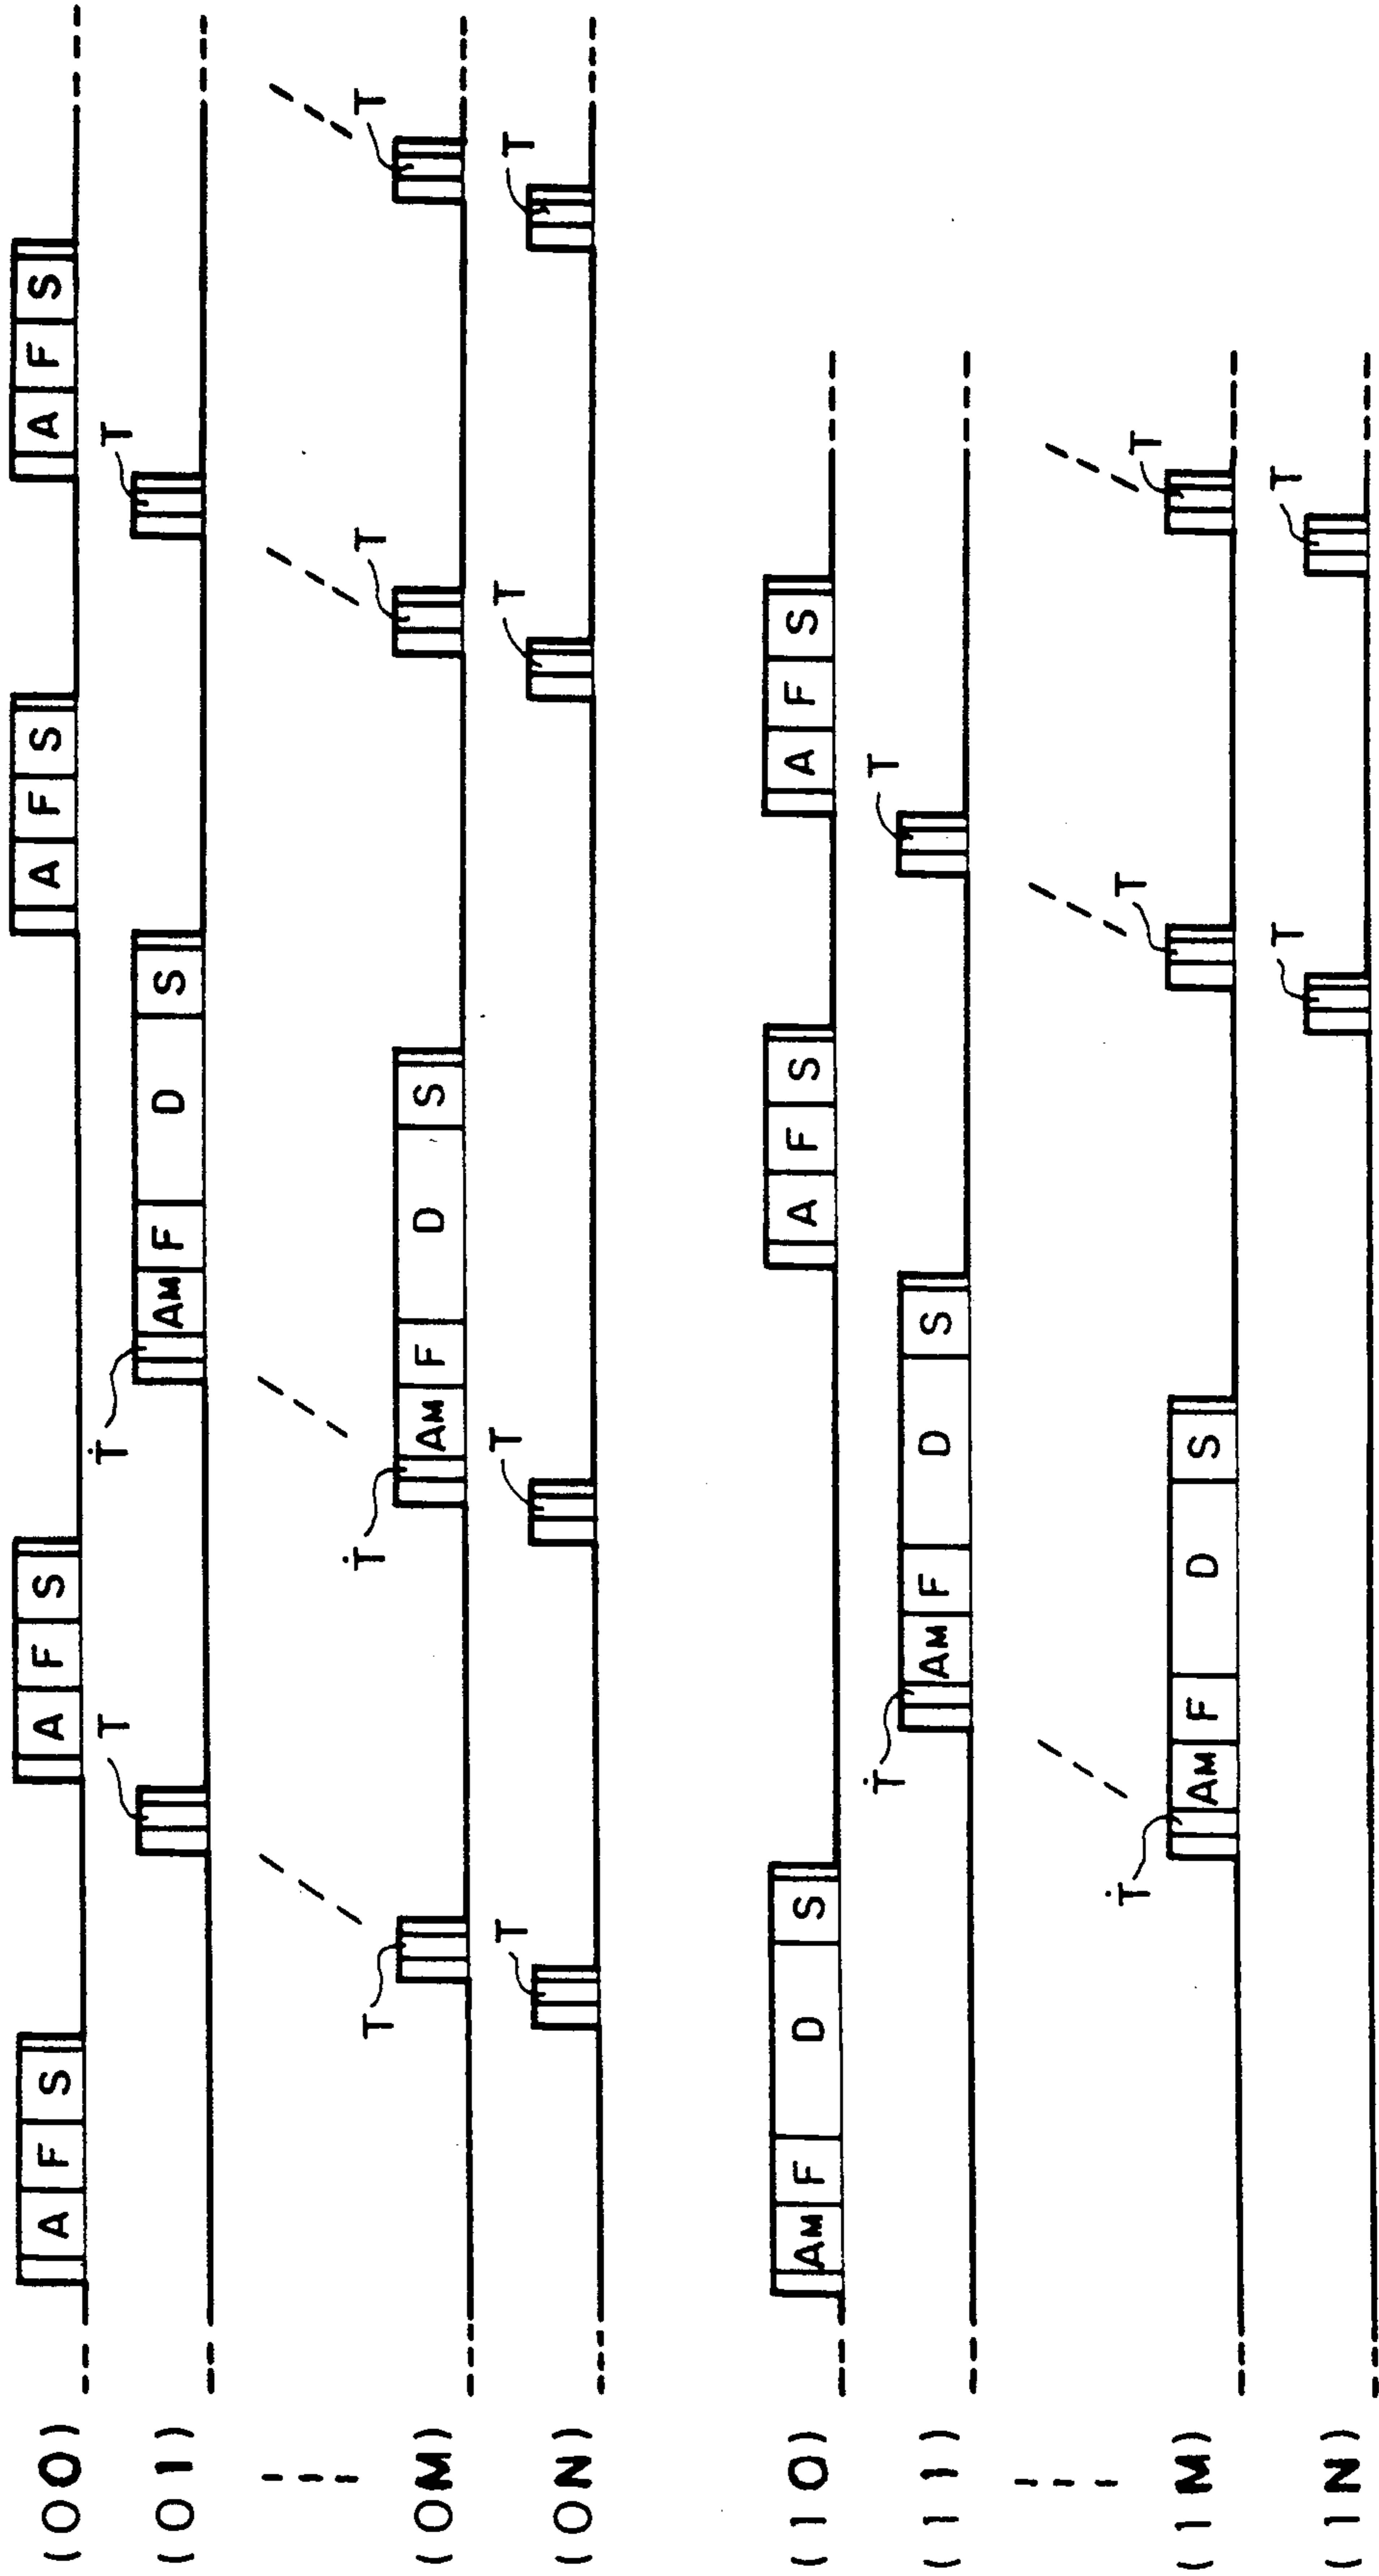 (00) A F S A F S A F S A F S
T Ṫ T
(01) AM F D S
T Ṫ T T
(0M) AM F D S
T T T T
(0N)
(10) AM F D S A F S A F S
Ṫ T
(11) AM F D S
Ṫ T T
(1M) AM F D S
T T
(1N)